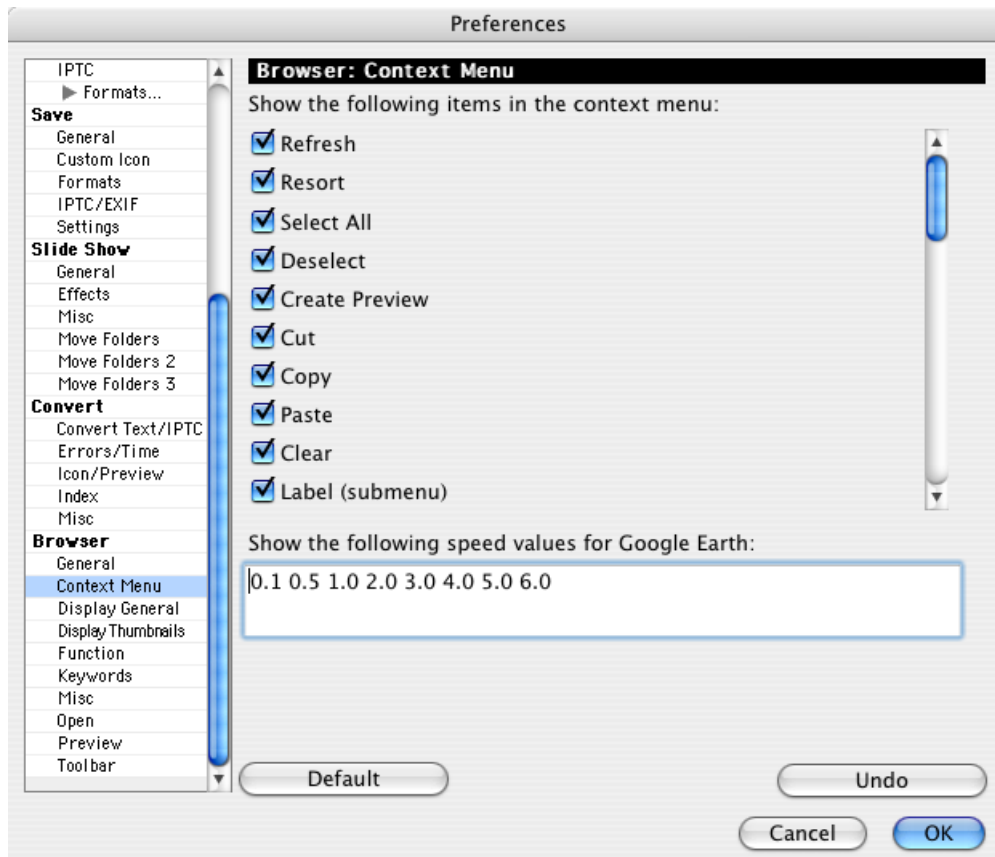 Preferences
IPTC
Formats...
Save
General
Custom Icon
Formats
IPTC/EXIF
Settings
Slide Show
General
Effects
Misc
Move Folders
Move Folders 2
Move Folders 3
Convert
Convert Text/IPTC
Errors/Time
Icon/Preview
Index
Misc
Browser
General
Context Menu
Display General
Display Thumbnails
Function
Keywords
Misc
Open
Preview
Toolbar
Browser: Context Menu
Show the following items in the context menu:
Refresh
Resort
Select All
Deselect
Create Preview
Cut
Copy
Paste
Clear
Label (submenu)
Show the following speed values for Google Earth:
0.1 0.5 1.0 2.0 3.0 4.0 5.0 6.0
Default
Undo
Cancel
OK